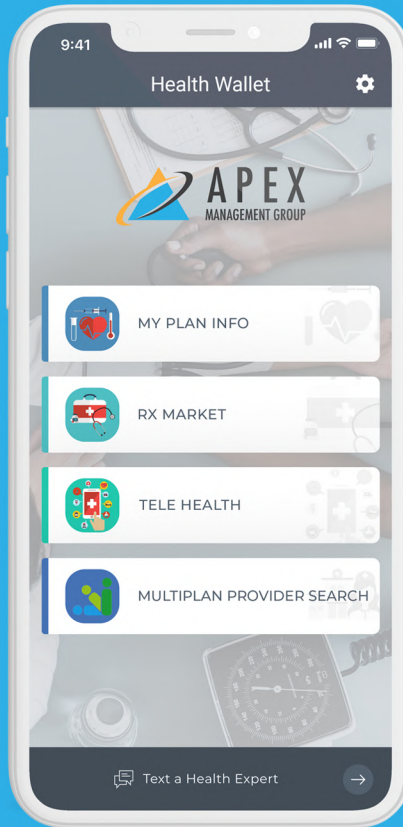 9:41
Health Wallet
APEX
MANAGEMENT GROUP
MY PLAN INFO
RX MARKET
TELE HEALTH
MULTIPLAN PROVIDER SEARCH
Text a Health Expert